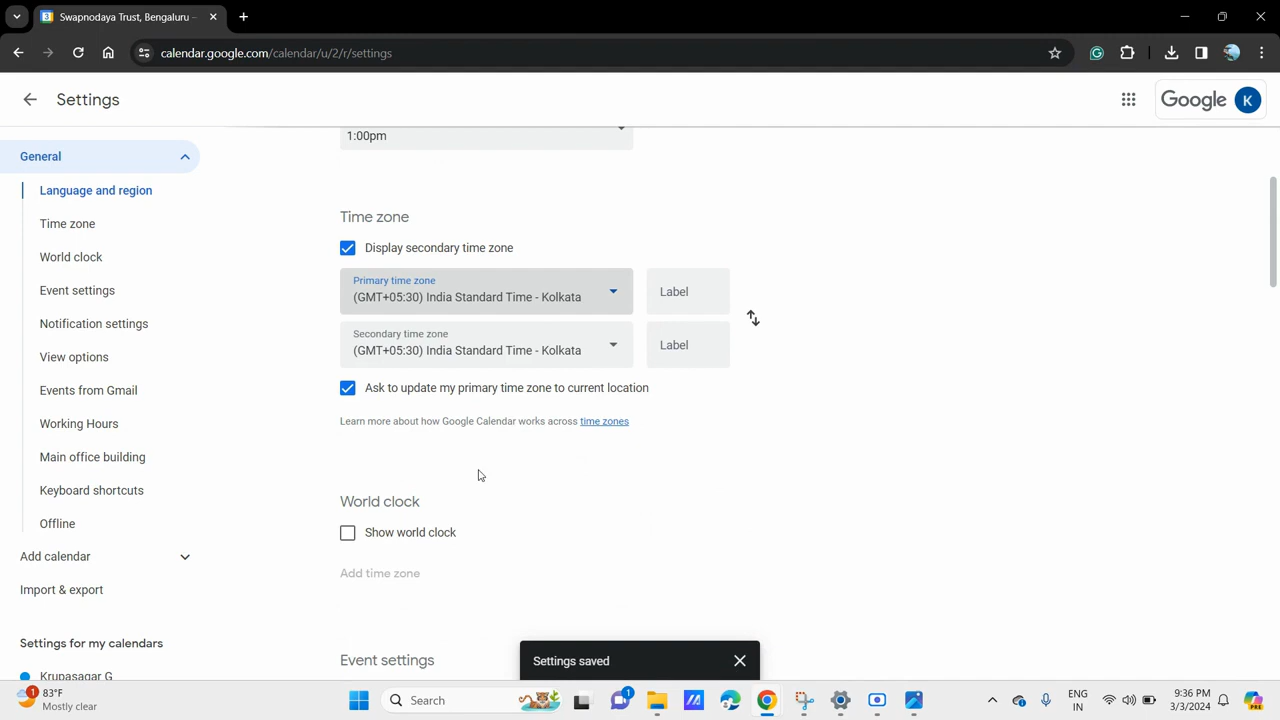 Swapnodaya Trust, Bengaluru –
calendar.google.com/calendar/u/2/r/settings
Settings
Google
K
General
Language and region
Time zone
World clock
Event settings
Notification settings
View options
Events from Gmail
Working Hours
Main office building
Keyboard shortcuts
Offline
Add calendar
Import & export
Settings for my calendars
Krupasagar G
1:00pm
Time zone
Display secondary time zone
Primary time zone
(GMT+05:30) India Standard Time - Kolkata
Label
Secondary time zone
(GMT+05:30) India Standard Time - Kolkata
Label
Ask to update my primary time zone to current location
Learn more about how Google Calendar works across time zones
World clock
Show world clock
Add time zone
Event settings
Settings saved
1
83°F
Mostly clear
Search
1
ENG
IN
9:36 PM
3/3/2024
PRE